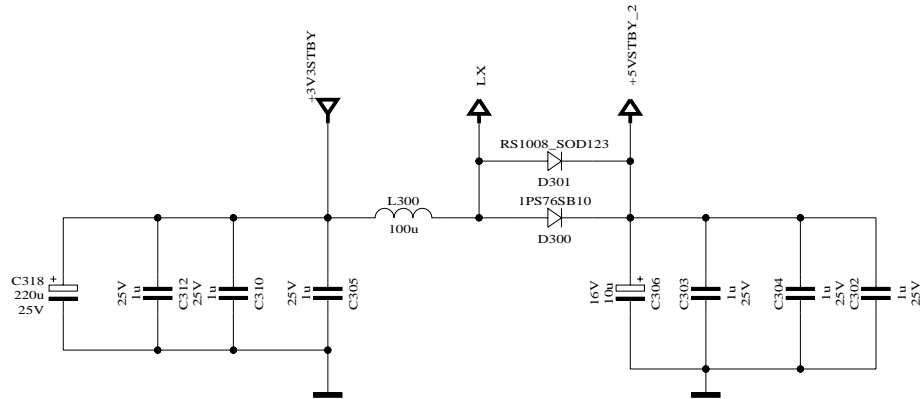 +3V3STBY
LX
+5VSTBY_2
RS1008_SOD123
D301
L300
100u
1PS76SB10
D300
C318
220u
25V
+
25V
1u
C312
25V
1u
C310
25V
1u
C305
16V
10u
+
C306
C303
1u
25V
C304
1u
25V
C302
1u
25V